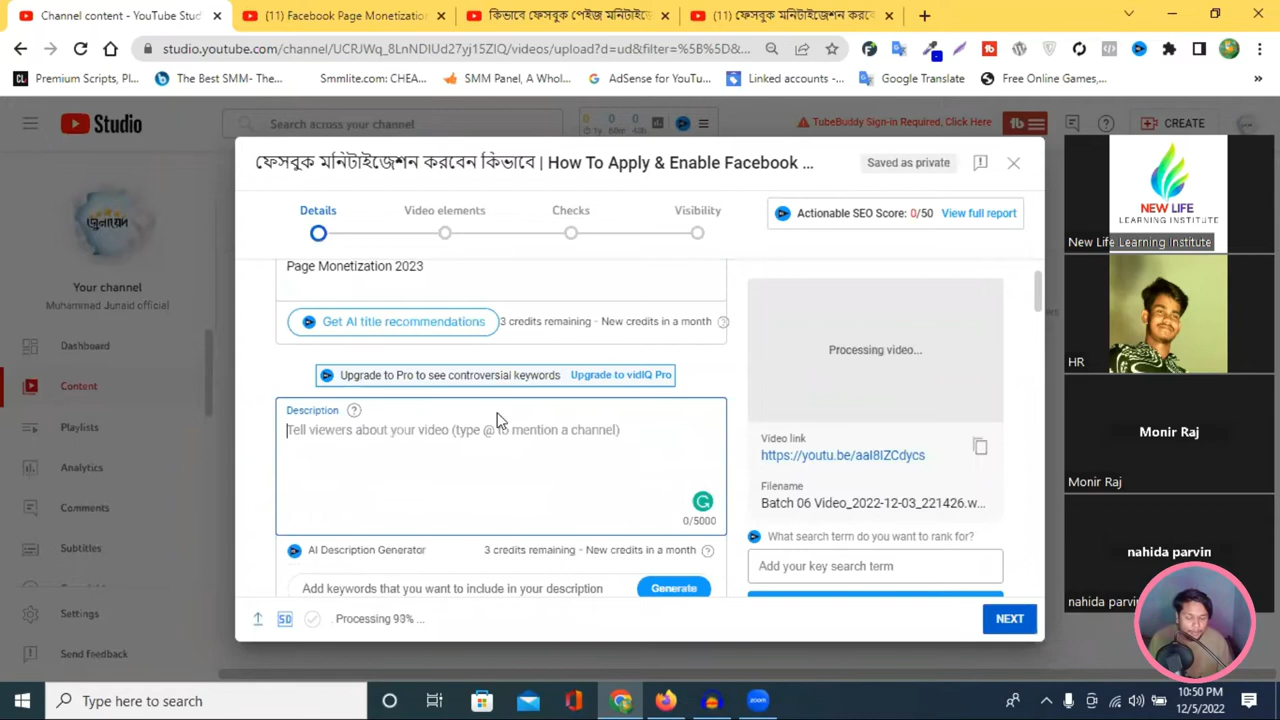 Channel content - YouTube Stud
(11) Facebook Page Monetization
কিভাবে ফেসবুক পেইজ মনিটাইজে
(11) ফেসবুক মনিটাইজেশন করবে
studio.youtube.com/channel/UCRJWq_8LnNDIU827yj15ZIQ/videos/upload?d=ud&filter=%5B%5D&...
Premium Scripts, Pl...
The Best SMM- The...
Smmlite.com: CHEA...
SMM Panel, A Whol...
AdSense for YouTu...
Linked accounts -...
Google Translate
Free Online Games,...
Studio
Search across your channel
0 0 0
TubeBuddy Sign-in Required, Click Here
CREATE
ফেসবুক মনিটাইজেশন করবেন কিভাবে | How To Apply & Enable Facebook ...
Saved as private
Details
Video elements
Checks
Visibility
Actionable SEO Score: 0/50 View full report
NEW LIFE
LEARNING INSTITUTE
New Life Learning Institute
জুনায়েদ
Your channel
Muhammad Junaid official
Dashboard
Content
Playlists
Analytics
Comments
Subtitles
Settings
Send feedback
Page Monetization 2023
Get AI title recommendations
3 credits remaining - New credits in a month
Upgrade to Pro to see controversial keywords Upgrade to vidIQ Pro
Description
Tell viewers about your video (type @ to mention a channel)
0/5000
AI Description Generator
3 credits remaining - New credits in a month
Add keywords that you want to include in your description
Generate
Processing video...
Video link
https://youtu.be/aaI8IZCdycs
Filename
Batch 06 Video_2022-12-03_221426.w...
What search term do you want to rank for?
Add your key search term
SD
Processing 93% ...
NEXT
HR
Monir Raj
Monir Raj
nahida parvin
nahida parvin
Type here to search
zoom
10:50 PM
12/5/2022